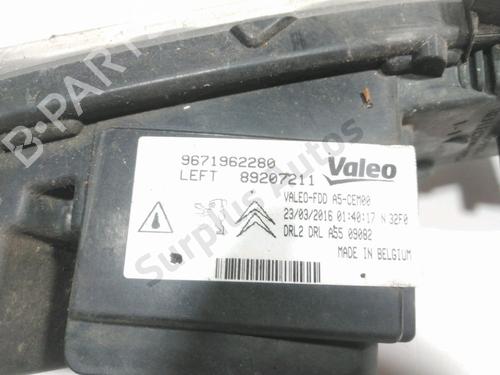 9671962280
LEFT 89207211
Valeo
VALEO-FDD A5-CEM00
23/03/2016 01:40:17 N 32F0
DRL2 DRL A55 09082
MADE IN BELGIUM
B-PARTS
Surplus Autos